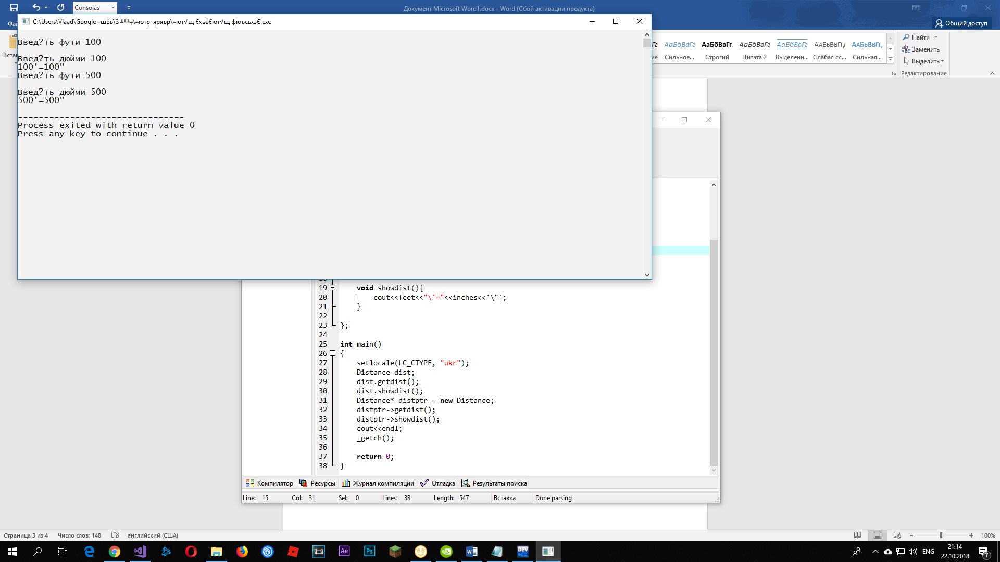 Consolas
Документ Microsoft Word1.docx - Word (Сбой активации продукта)
Общий доступ
C:\Users\Vlaad\Google
Введ?ть фути 100
Введ?ть дюйми 100
100'=100"
Введ?ть фути 500
Введ?ть дюйми 500
500'=500"
--------------------------------
Process exited with return value 0
Press any key to continue . . .
АаБбВвГг АаБбВвГг, АаБбВвГг АаБбВвГг ААББВВГГД ААББВВГГД
Сильное... Строгий Цитата 2 Выделенн... Слабая сс... Сильная...
Найти
Заменить
Выделить
Редактирование
19 void showdist(){
20 cout<<feet<<"\'="<<inches<<'\"';
21 }
22
23 };
24
25 int main()
26 {
27 setlocale(LC_CTYPE, "ukr");
28 Distance dist;
29 dist.getdist();
30 dist.showdist();
31 Distance* distptr = new Distance;
32 distptr->getdist();
33 distptr->showdist();
34 cout<<endl;
35 _getch();
36
37 return 0;
38 }
Компилятор Ресурсы Журнал компиляции Отладка Результаты поиска
Line: 15 Col: 31 Sel: 0 Lines: 38 Length: 547 Вставка Done parsing
Страница 3 из 4 Число слов: 148 английский (США) 100%
Ae Ps DEV ENG 21:14
22.10.2018 7